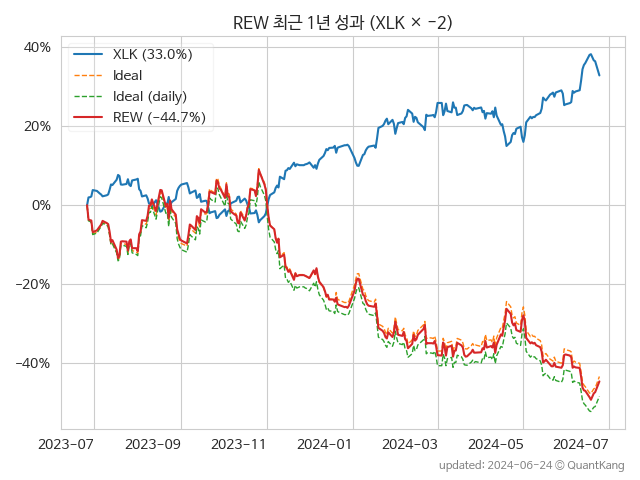 REW 최근 1년 성과 (XLK × −2)
XLK (33.0%)
Ideal
Ideal (daily)
REW (−44.7%)
40%
20%
0%
−20%
−40%
2023−07
2023−09
2023−11
2024−01
2024−03
2024−05
2024−07
updated: 2024−06−24 © QuantKang